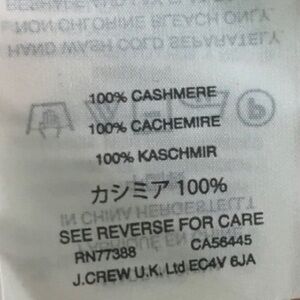 100% CASHMERE
100% CACHEMIRE
100% KASCHMIR
カシミア 100%
SEE REVERSE FOR CARE
RN77388 CA56445
J.CREW U.K. Ltd EC4V 6JA